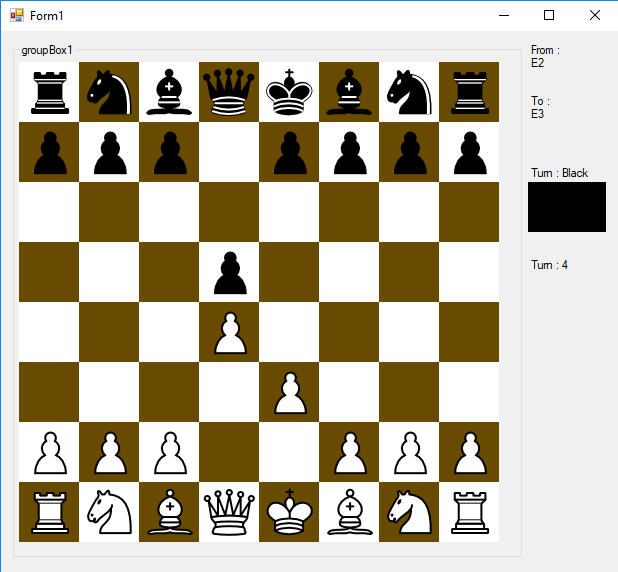 Form1
groupBox1
From :
E2
To :
E3
Turn : Black
Turn : 4